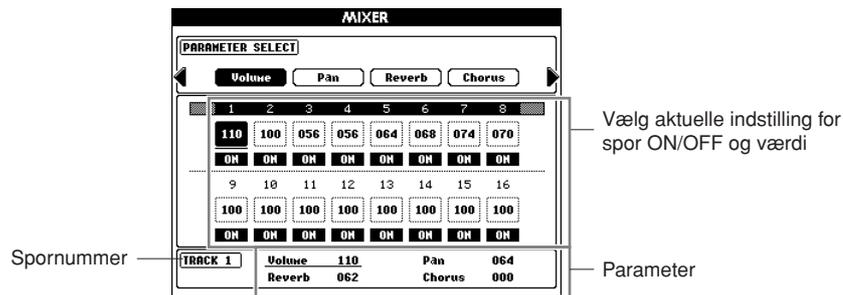 MIXER
PARAMETER SELECT
Volume Pan Reverb Chorus
1 2 3 4 5 6 7 8
110 100 056 056 064 068 074 070
ON ON ON ON ON ON ON ON
Vælg aktuelle indstilling for
spor ON/OFF og værdi
9 10 11 12 13 14 15 16
100 100 100 100 100 100 100 100
ON ON ON ON ON ON ON ON
Spornummer
TRACK 1 Volume 110 Pan 064
Reverb 062 Chorus 000
Parameter